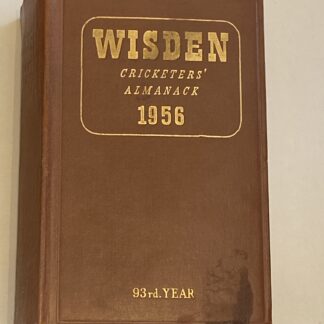 WISDEN
CRICKETERS'
ALMANACK
1956
93rd. YEAR